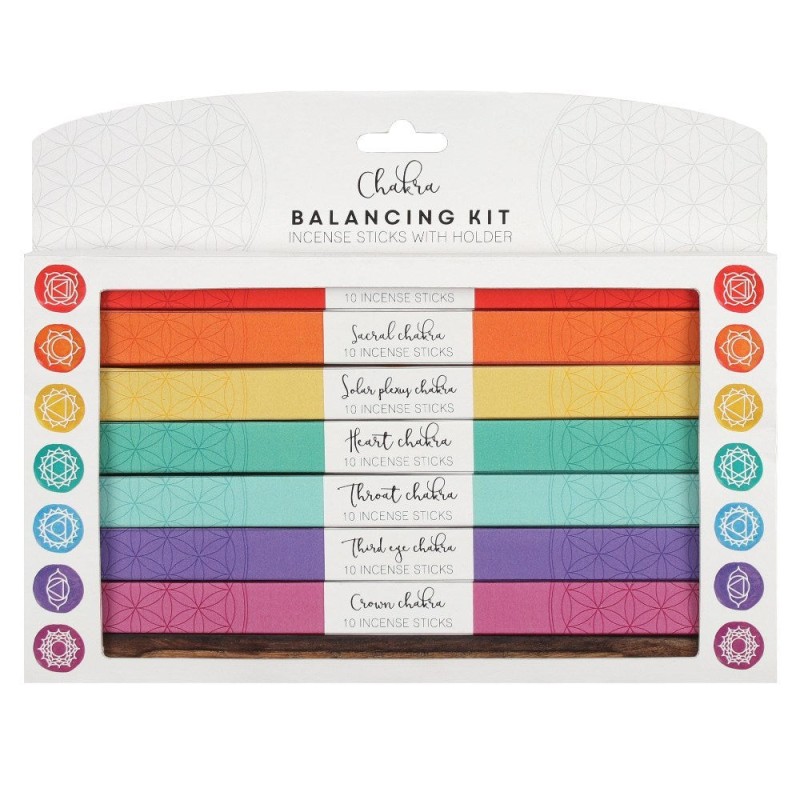 Chakra
BALANCING KIT
INCENSE STICKS WITH HOLDER
10 INCENSE STICKS
Sacral chakra
10 INCENSE STICKS
Solar plexus chakra
10 INCENSE STICKS
Heart chakra
10 INCENSE STICKS
Throat chakra
10 INCENSE STICKS
Third eye chakra
10 INCENSE STICKS
Crown chakra
10 INCENSE STICKS